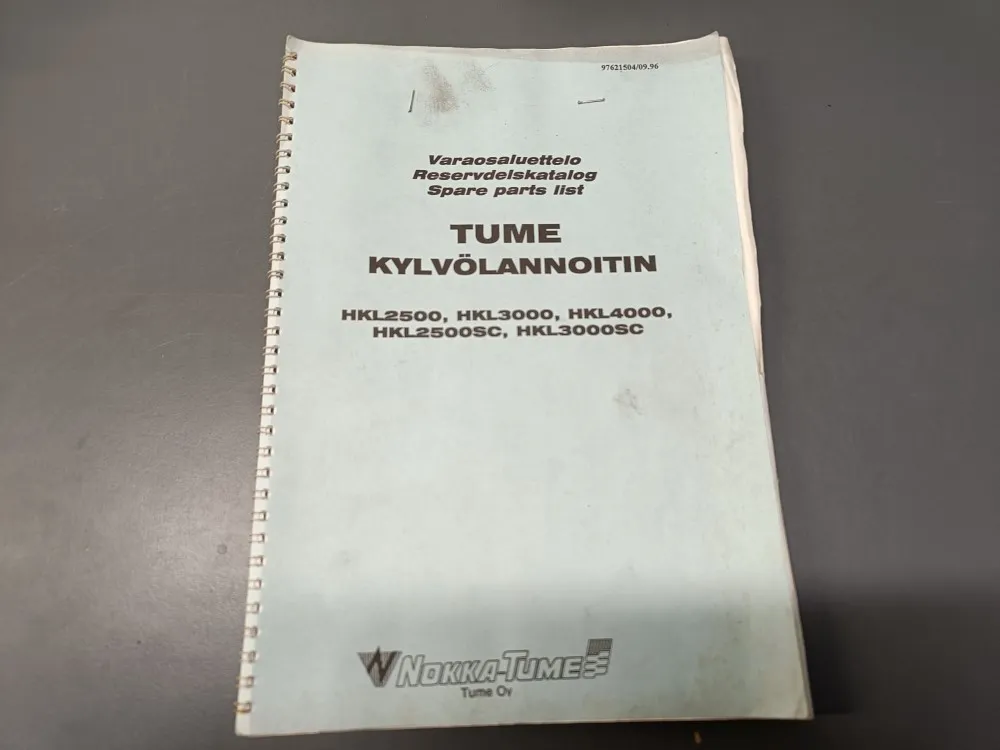 97621504/09.96
Varaosaluettelo
Reservdelskatalog
Spare parts list
TUME
KYLVÖLANNOITIN
HKL2500, HKL3000, HKL4000,
HKL2500SC, HKL3000SC
NOKKA-TUME
Tume Oy